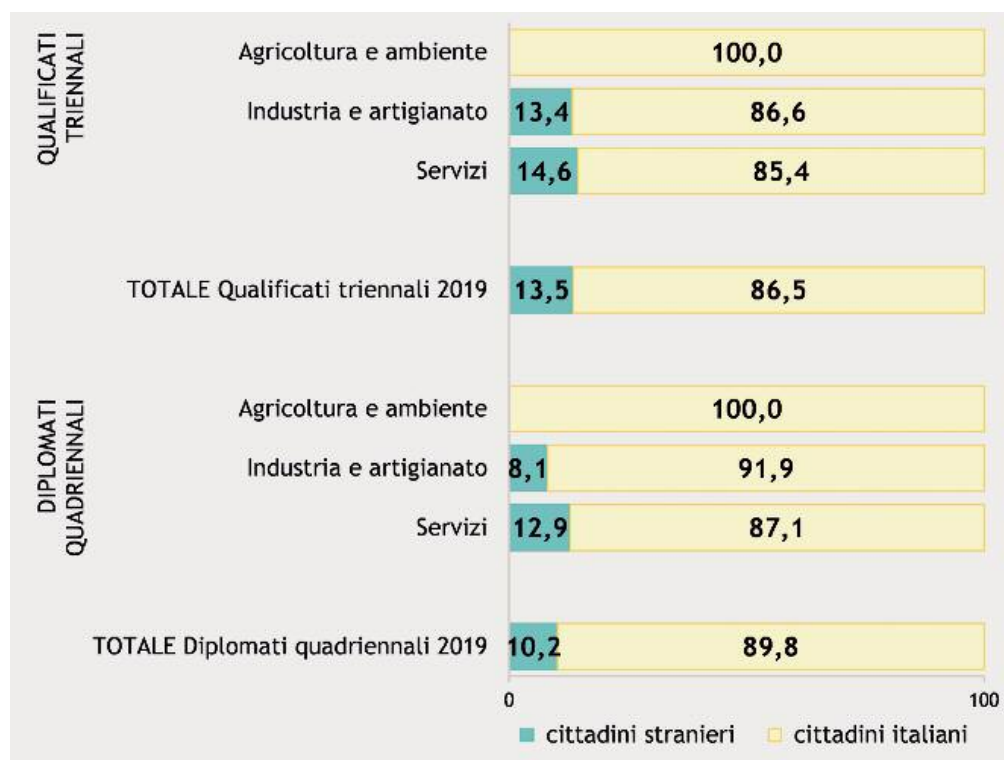 QUALIFICATI
TRIENNALI
Agricoltura e ambiente
100,0
Industria e artigianato
13,4
86,6
Servizi
14,6
85,4
TOTALE Qualificati triennali 2019
13,5
86,5
DIPLOMATI
QUADRIENNALI
Agricoltura e ambiente
100,0
Industria e artigianato
8,1
91,9
Servizi
12,9
87,1
TOTALE Diplomati quadriennali 2019
10,2
89,8
0
100
cittadini stranieri
cittadini italiani